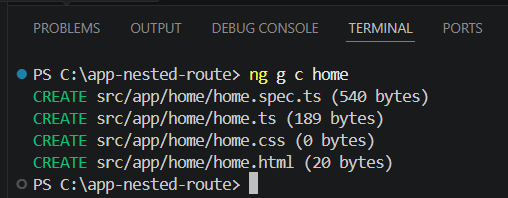 PROBLEMS OUTPUT DEBUG CONSOLE TERMINAL PORTS
PS C:\app-nested-route> ng g c home
CREATE src/app/home/home.spec.ts (540 bytes)
CREATE src/app/home/home.ts (189 bytes)
CREATE src/app/home/home.css (0 bytes)
CREATE src/app/home/home.html (20 bytes)
PS C:\app-nested-route>